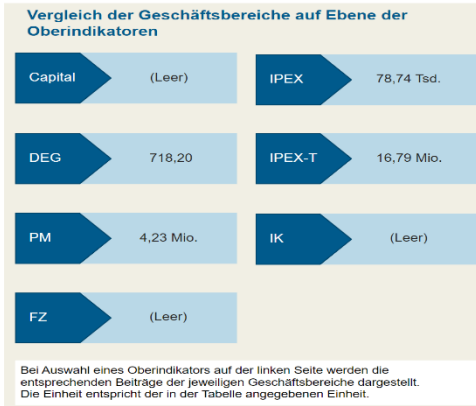 Vergleich der Geschäftsbereiche auf Ebene der
Oberindikatoren
Capital
(Leer)
IPEX
78,74 Tsd.
DEG
718,20
IPEX-T
16,79 Mio.
PM
4,23 Mio.
IK
(Leer)
FZ
(Leer)
Bei Auswahl eines Oberindikators auf der linken Seite werden die
entsprechenden Beiträge der jeweiligen Geschäftsbereiche dargestellt.
Die Einheit entspricht der in der Tabelle angegebenen Einheit.